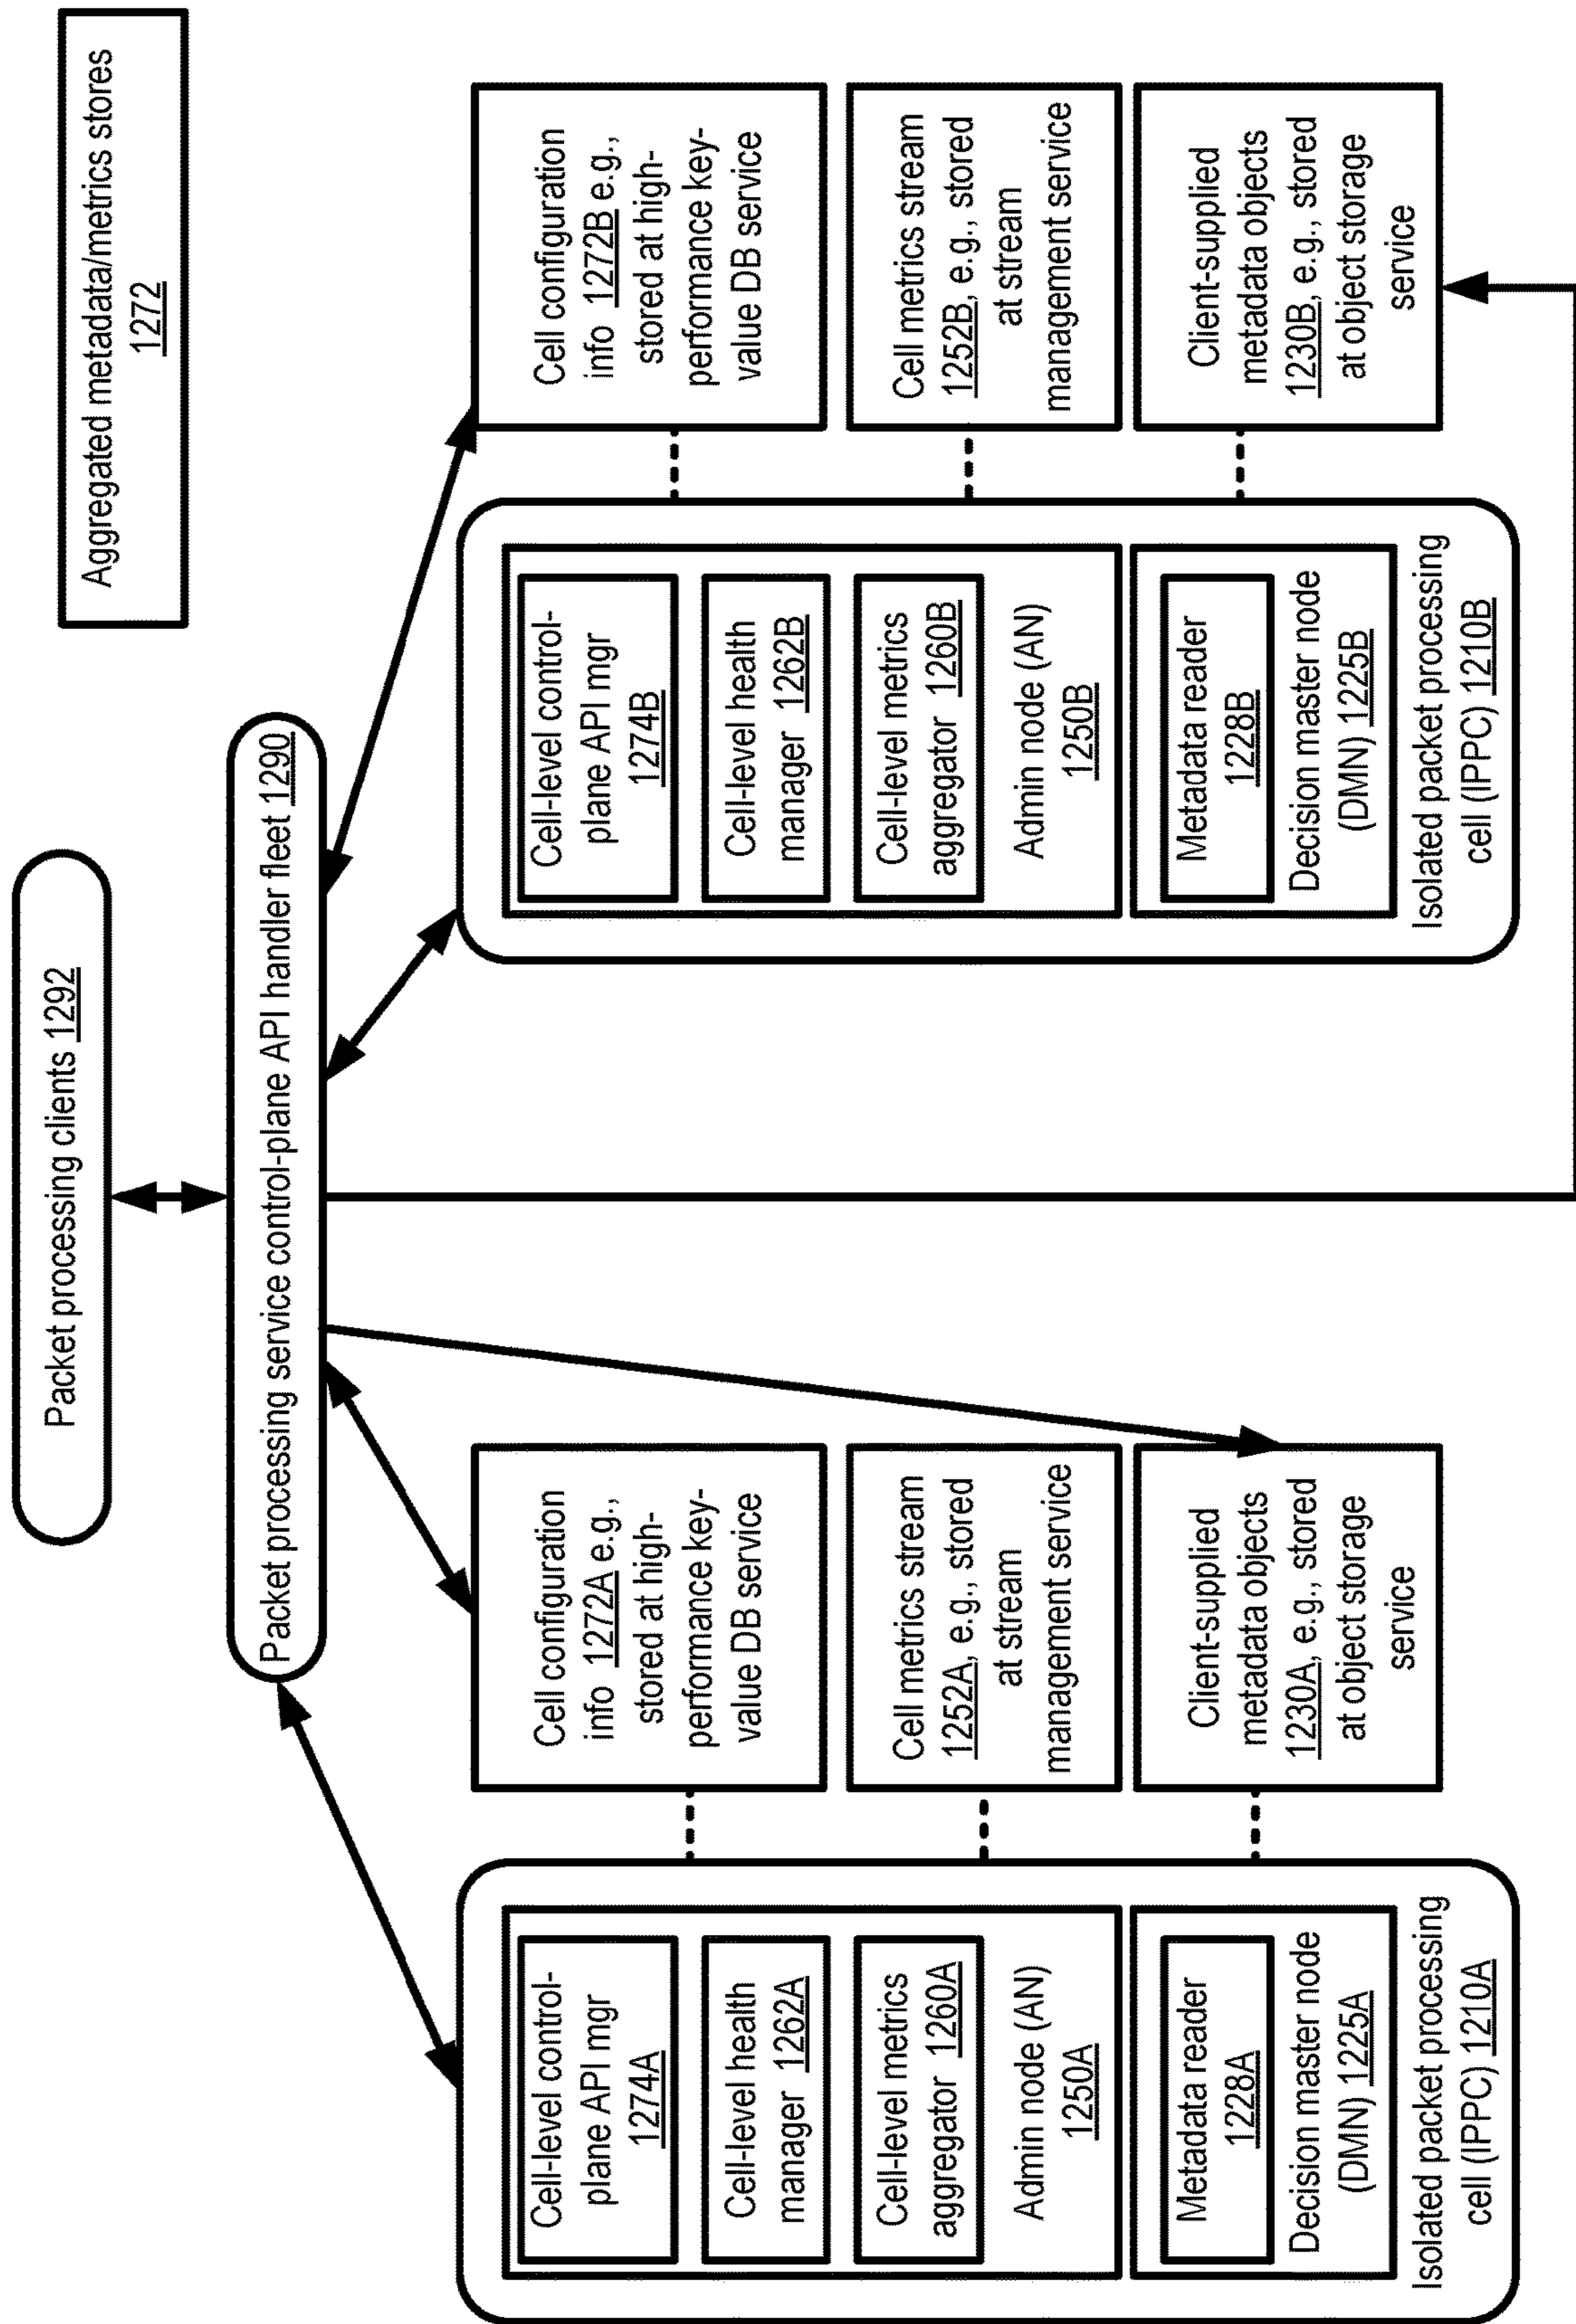 Packet processing clients 1292
Aggregated metadata/metrics stores
1272
Packet processing service control-plane API handler fleet 1290
Cell-level control-
plane API mgr
1274A
Cell-level health
manager 1262A
Cell-level metrics
aggregator 1260A
Admin node (AN)
1250A
Metadata reader
1228A
Decision master node
(DMN) 1225A
Isolated packet processing
cell (IPPC) 1210A
Cell configuration
info 1272A e.g.,
stored at high-
performance key-
value DB service
Cell metrics stream
1252A, e.g., stored
at stream
management service
Client-supplied
metadata objects
1230A, e.g., stored
at object storage
service
Cell-level control-
plane API mgr
1274B
Cell-level health
manager 1262B
Cell-level metrics
aggregator 1260B
Admin node (AN)
1250B
Metadata reader
1228B
Decision master node
(DMN) 1225B
Isolated packet processing
cell (IPPC) 1210B
Cell configuration
info 1272B e.g.,
stored at high-
performance key-
value DB service
Cell metrics stream
1252B, e.g., stored
at stream
management service
Client-supplied
metadata objects
1230B, e.g., stored
at object storage
service